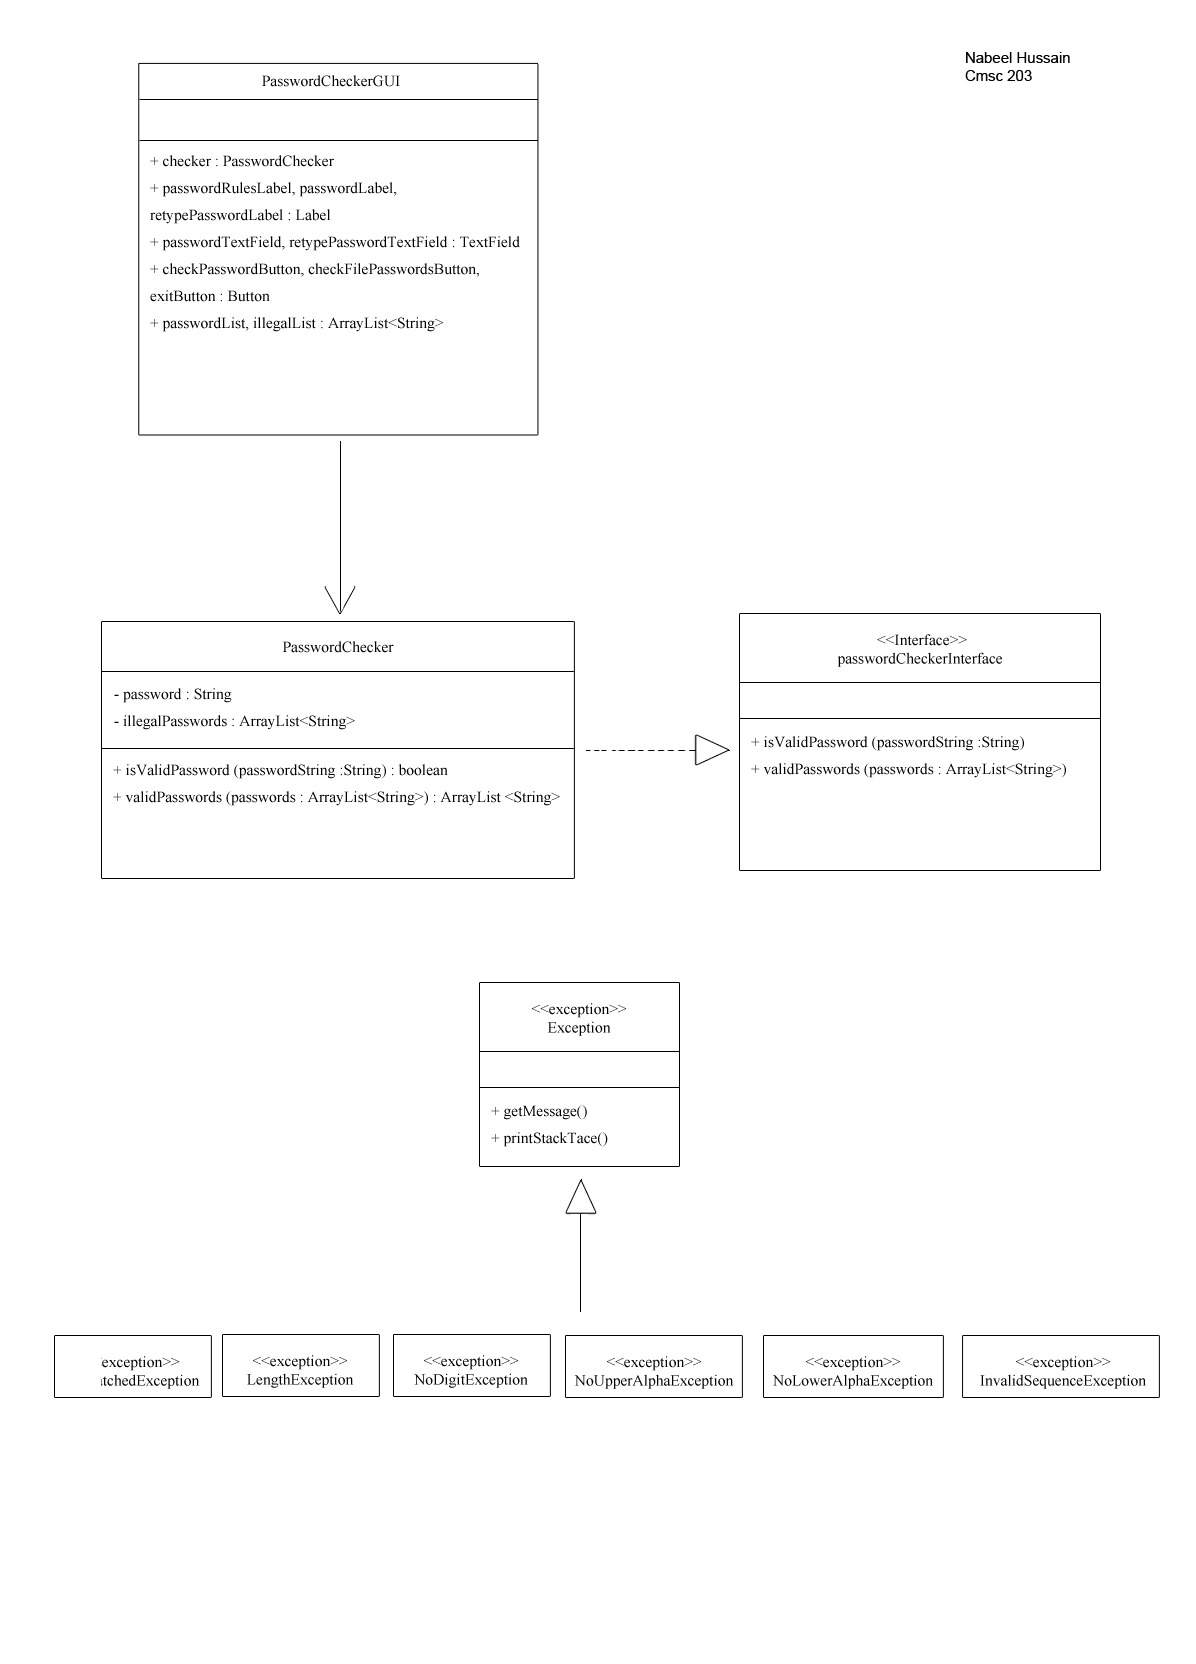 Nabeel Hussain
Cmsc 203
PasswordCheckerGUI
+ checker : PasswordChecker
+ passwordRulesLabel, passwordLabel,
retypePasswordLabel : Label
+ passwordTextField, retypePasswordTextField : TextField
+ checkPasswordButton, checkFilePasswordsButton,
exitButton : Button
+ passwordList, illegalList : ArrayList<String>
PasswordChecker
- password : String
- illegalPasswords : ArrayList<String>
+ isValidPassword (passwordString :String) : boolean
+ validPasswords (passwords : ArrayList<String>) : ArrayList <String>
<<Interface>>
passwordCheckerInterface
+ isValidPassword (passwordString :String)
+ validPasswords (passwords : ArrayList<String>)
<<exception>>
Exception
+ getMessage()
+ printStackTace()
exception>>
tchedException
<<exception>>
LengthException
<<exception>>
NoDigitException
<<exception>>
NoUpperAlphaException
<<exception>>
NoLowerAlphaException
<<exception>>
InvalidSequenceException